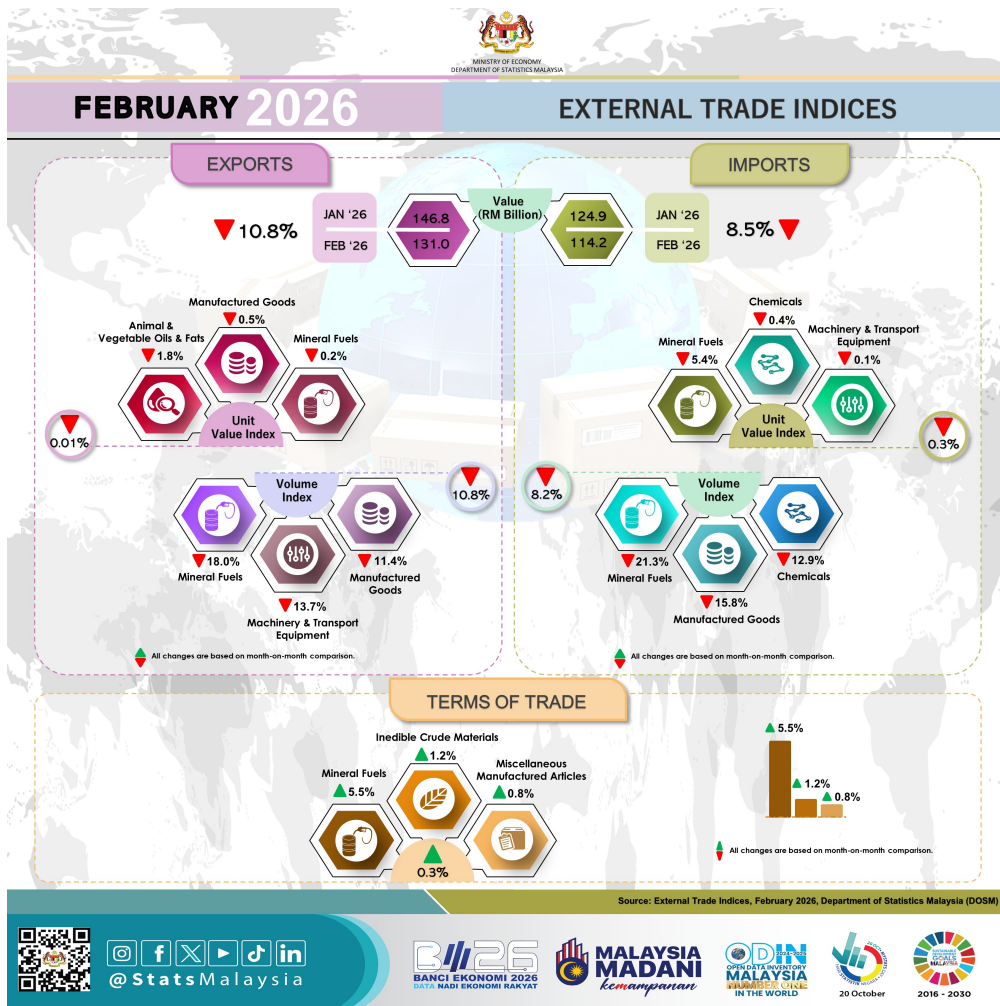 MINISTRY OF ECONOMY
DEPARTMENT OF STATISTICS MALAYSIA
FEBRUARY 2026
EXTERNAL TRADE INDICES
EXPORTS
10.8%
JAN ‘26
FEB ‘26
146.8
131.0
Value
(RM Billion)
IMPORTS
124.9
114.2
JAN ‘26
FEB ‘26
8.5%
Manufactured Goods
0.5%
Animal &
Vegetable Oils & Fats
1.8%
Mineral Fuels
0.2%
Unit
Value Index
0.01%
Chemicals
0.4%
Mineral Fuels
5.4%
Machinery & Transport
Equipment
0.1%
Unit
Value Index
0.3%
Volume
Index
10.8%
18.0%
Mineral Fuels
13.7%
Machinery & Transport
Equipment
11.4%
Manufactured
Goods
All changes are based on month-on-month comparison.
8.2%
Volume
Index
21.3%
Mineral Fuels
15.8%
Manufactured Goods
12.9%
Chemicals
All changes are based on month-on-month comparison.
TERMS OF TRADE
Inedible Crude Materials
1.2%
Mineral Fuels
5.5%
Miscellaneous
Manufactured Articles
0.8%
0.3%
5.5%
1.2%
0.8%
All changes are based on month-on-month comparison.
Source: External Trade Indices, February 2026, Department of Statistics Malaysia (DOSM)
@StatsMalaysia
B26
BANCI EKONOMI 2026
DATA NADI EKONOMI RAKYAT
MALAYSIA
MADANI
kemampanan
ODIN
2024-2025
OPEN DATA INVENTORY
MALAYSIA
NUMBER ONE
IN THE WORLD
20 October
SUSTAINABLE
DEVELOPMENT
GOALS
MALAYSIA
2016 - 2030